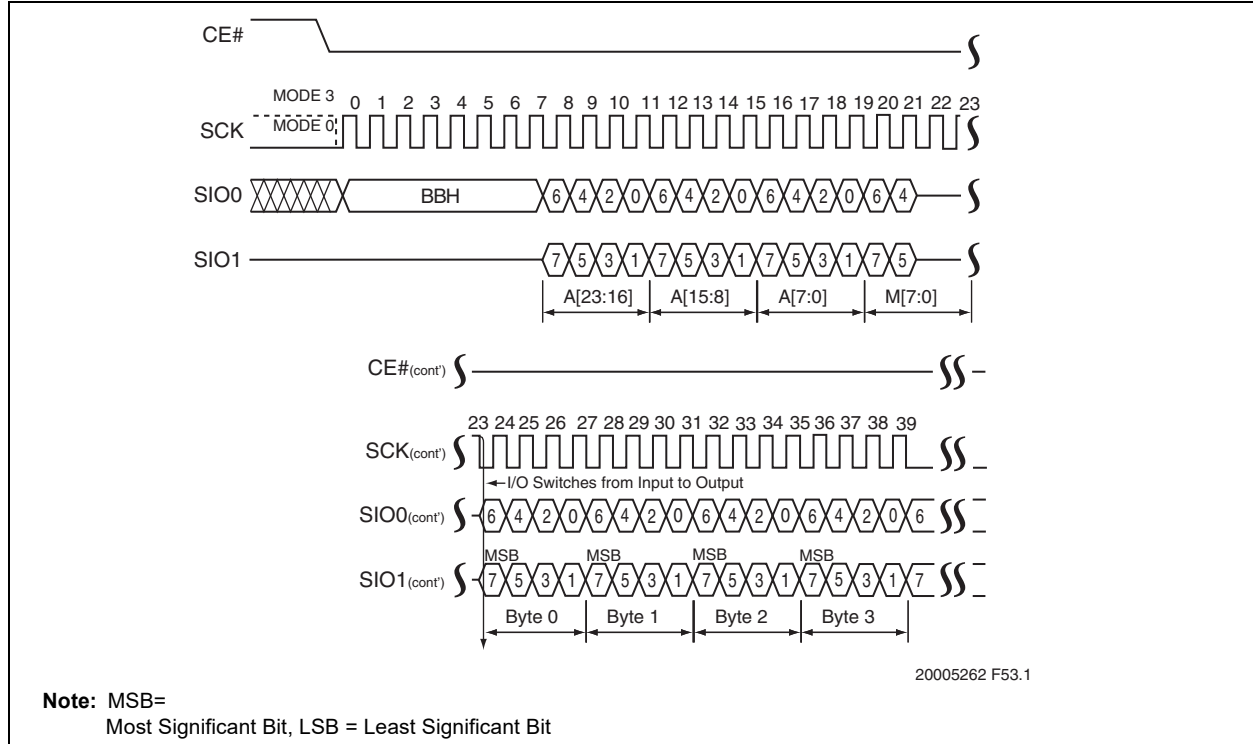 CE#
MODE 3
0 1 2 3 4 5 6 7 8 9 10 11 12 13 14 15 16 17 18 19 20 21 22 23
SCK
MODE 0
SIO0 BBH 6 4 2 0 6 4 2 0 6 4 2 0 6 4
SIO1 7 5 3 1 7 5 3 1 7 5 3 1 7 5
A[23:16] A[15:8] A[7:0] M[7:0]
CE#(cont')
23 24 25 26 27 28 29 30 31 32 33 34 35 36 37 38 39
SCK(cont')
I/O Switches from Input to Output
SIO0(cont') 6 4 2 0 6 4 2 0 6 4 2 0 6 4 2 0 6
MSB MSB MSB MSB
SIO1(cont') 7 5 3 1 7 5 3 1 7 5 3 1 7 5 3 1 7
Byte 0 Byte 1 Byte 2 Byte 3
20005262 F53.1
Note: MSB=
Most Significant Bit, LSB = Least Significant Bit